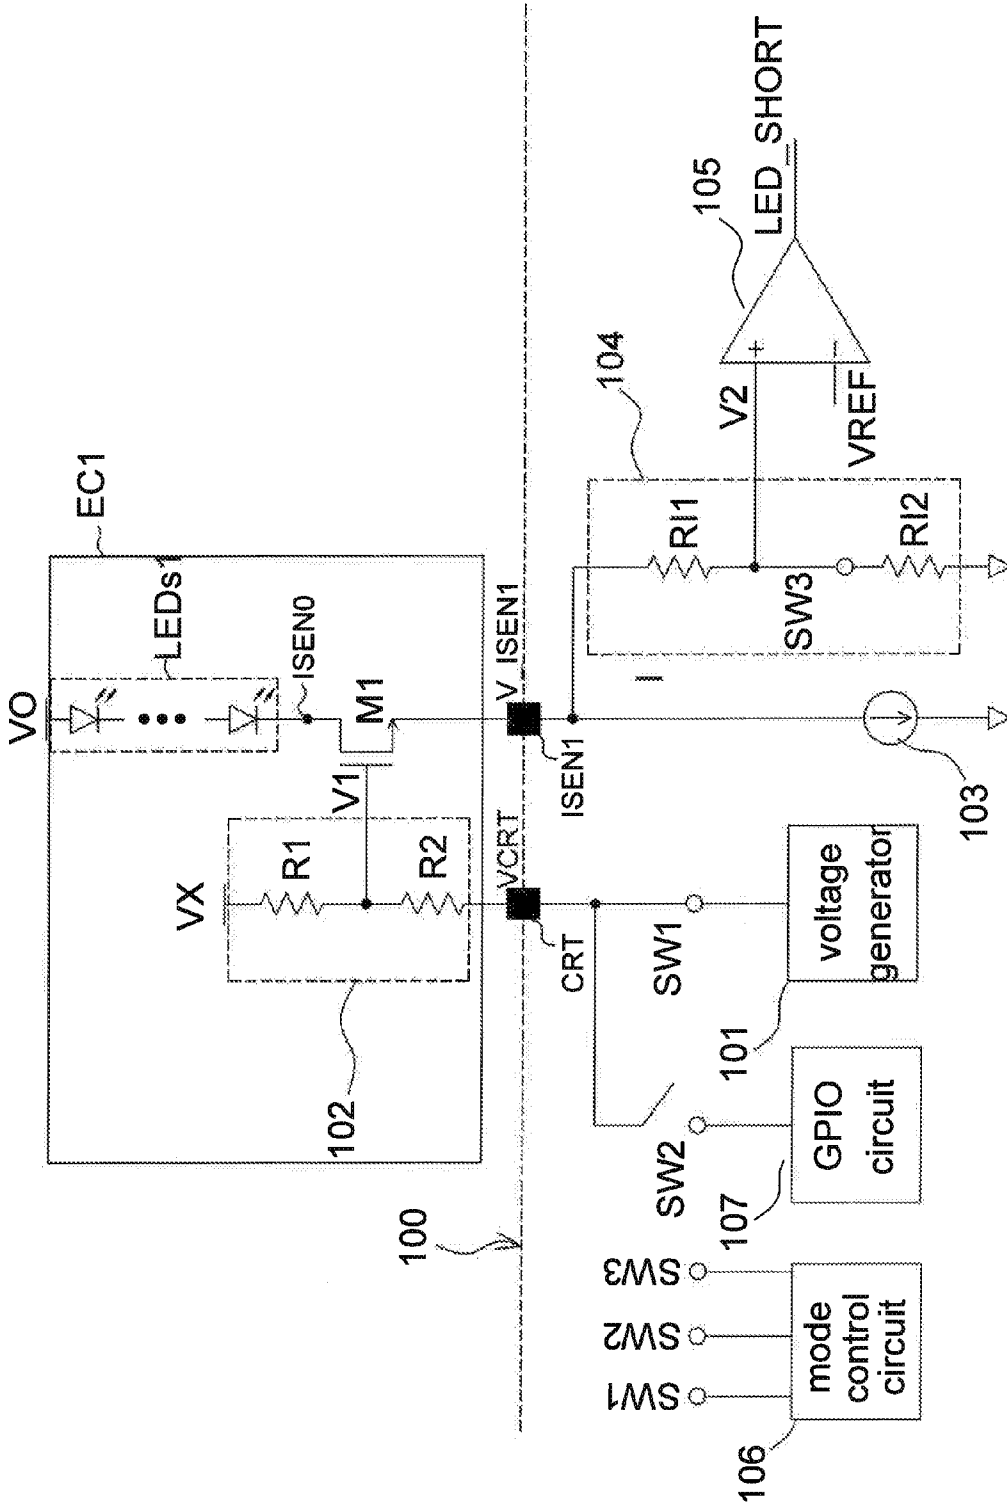 EC1
VO
LEDs1
ISEN0
VX
R1
V1
M1
R2
102
VCRT
V_ISEN1
100
CRT
ISEN1
I
104
RI1
SW3
RI2
V2
105
VREF
+
−
LED_SHORT
SW1
SW2
103
voltage
generator
101
GPIO
circuit
107
SW1
SW2
SW3
mode
control
circuit
106